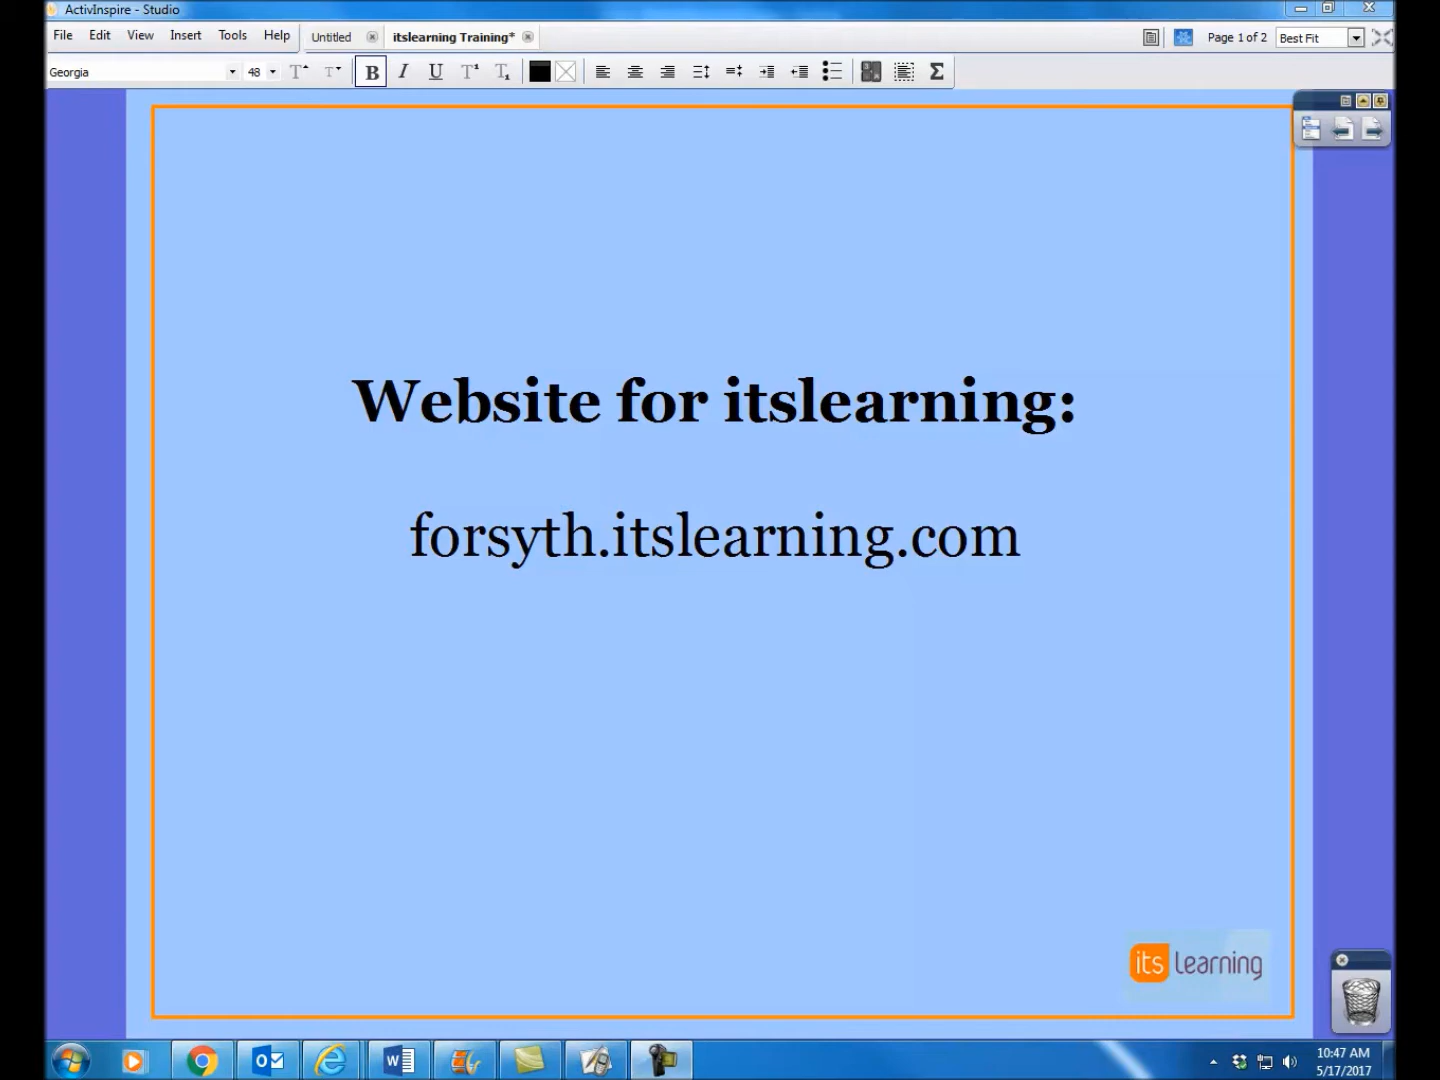 ActivInspire - Studio
File Edit View Insert Tools Help Untitled itslearning Training* Page 1 of 2 Best Fit
Georgia 48 B I U Σ
Website for itslearning:
forsyth.itslearning.com
its learning
10:47 AM
5/17/2017